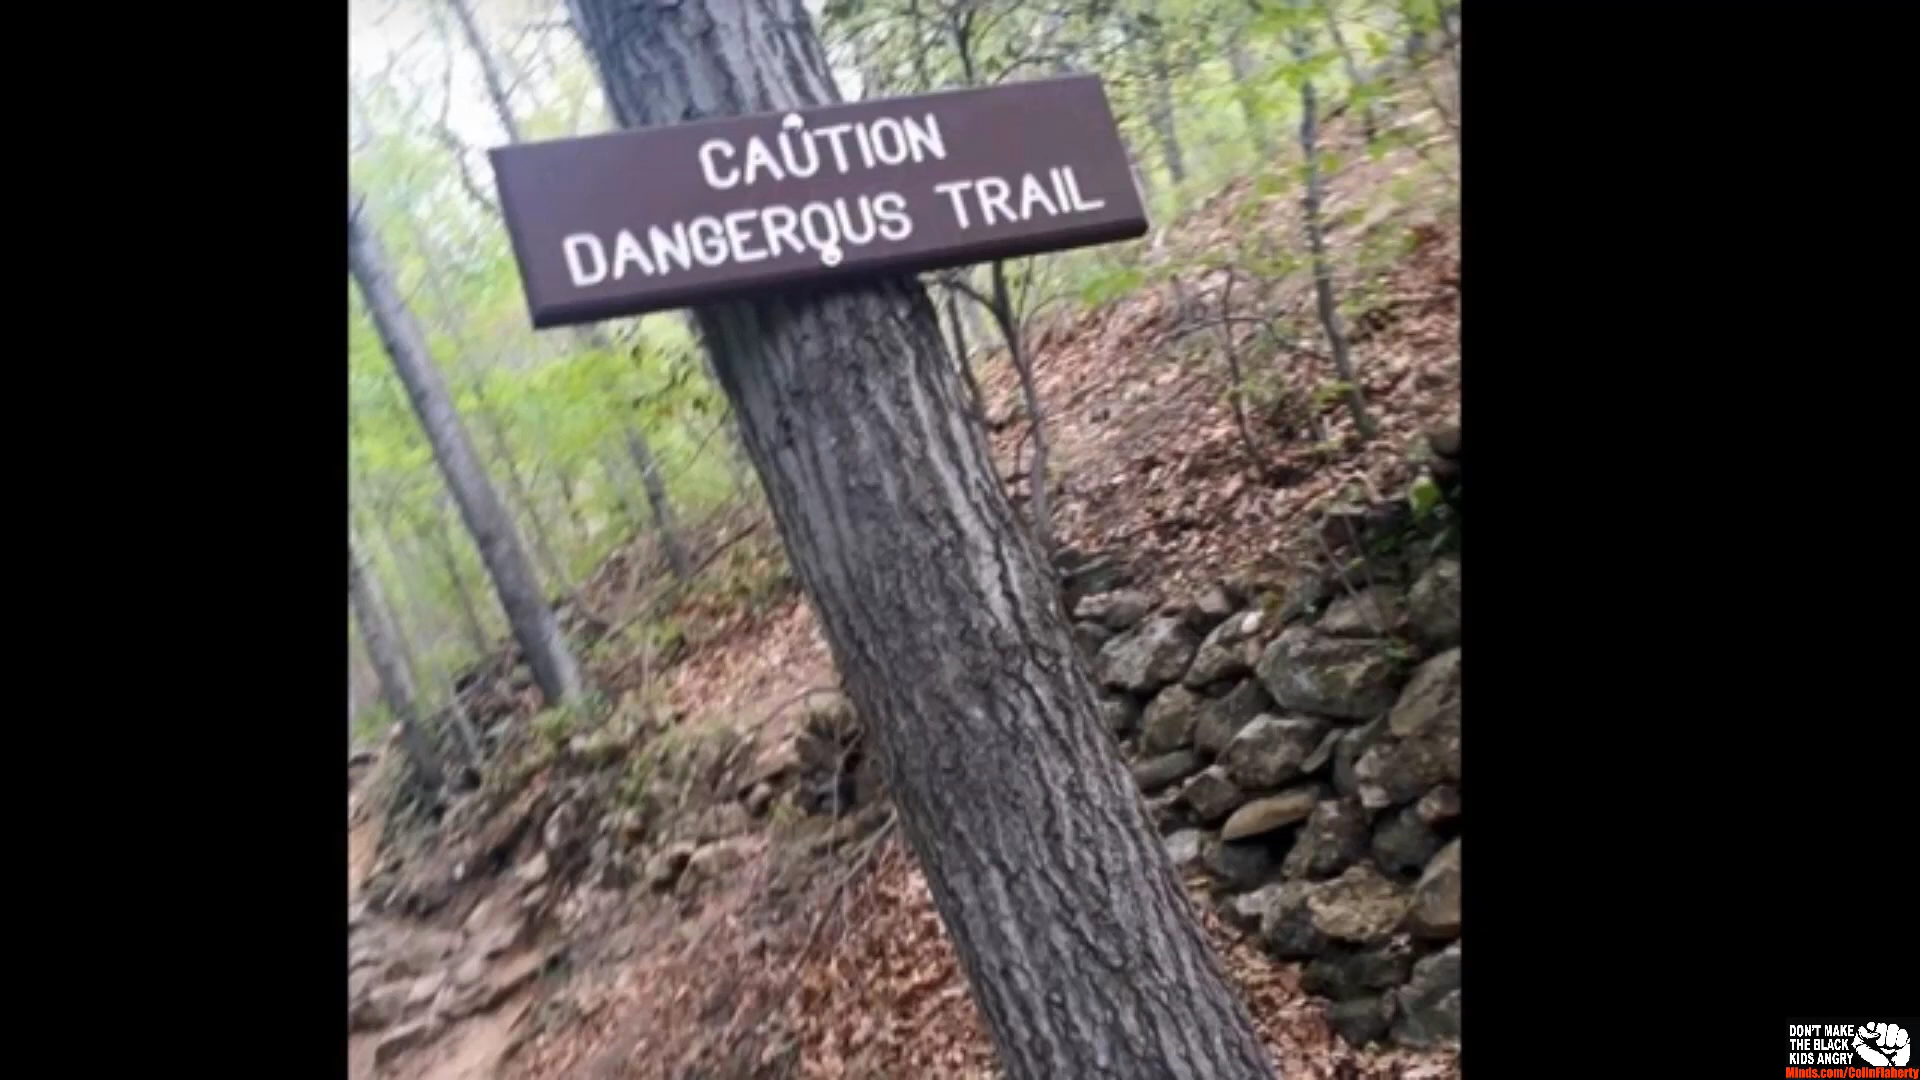 CAUTION
DANGEROUS TRAIL
DON'T MAKE
THE BLACK
KIDS ANGRY
Minds.com/ColinFlaherty